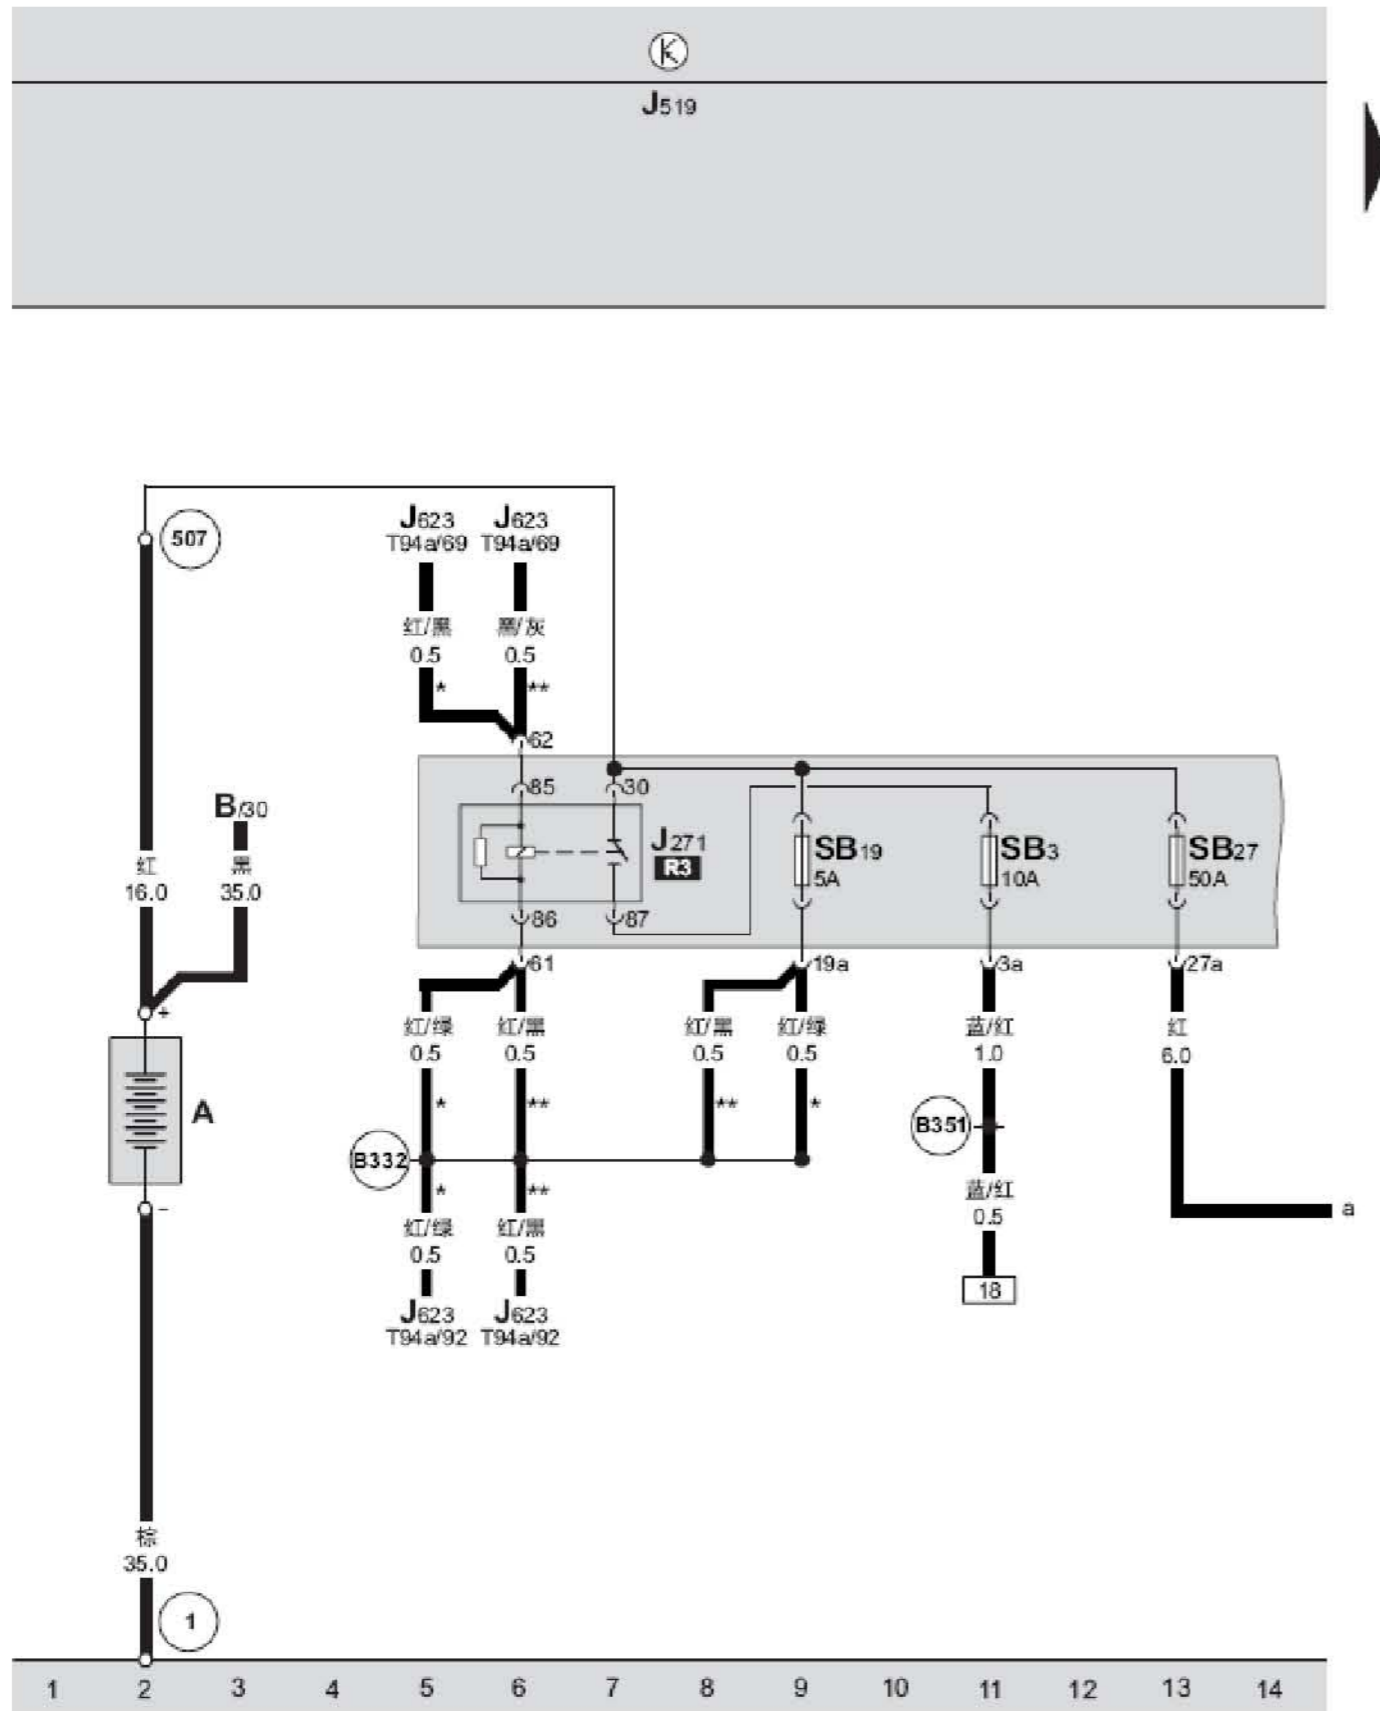 K
J519
507
J623 J623
T94a/69 T94a/69
红/黑 黑/灰
0.5 0.5
* **
62
85 30
B/30
J271
R3
SB19 SB3 SB27
5A 10A 50A
红 黑
16.0 35.0
86 87
61 19a 3a 27a
+
红/绿 红/黑 红/黑 红/绿 蓝/红 红
0.5 0.5 0.5 0.5 1.0 6.0
A
* ** ** *
B351
B332
* **
蓝/红
0.5
-
a
红/绿 红/黑
0.5 0.5
18
J623 J623
T94a/92 T94a/92
棕
35.0
1
1 2 3 4 5 6 7 8 9 10 11 12 13 14